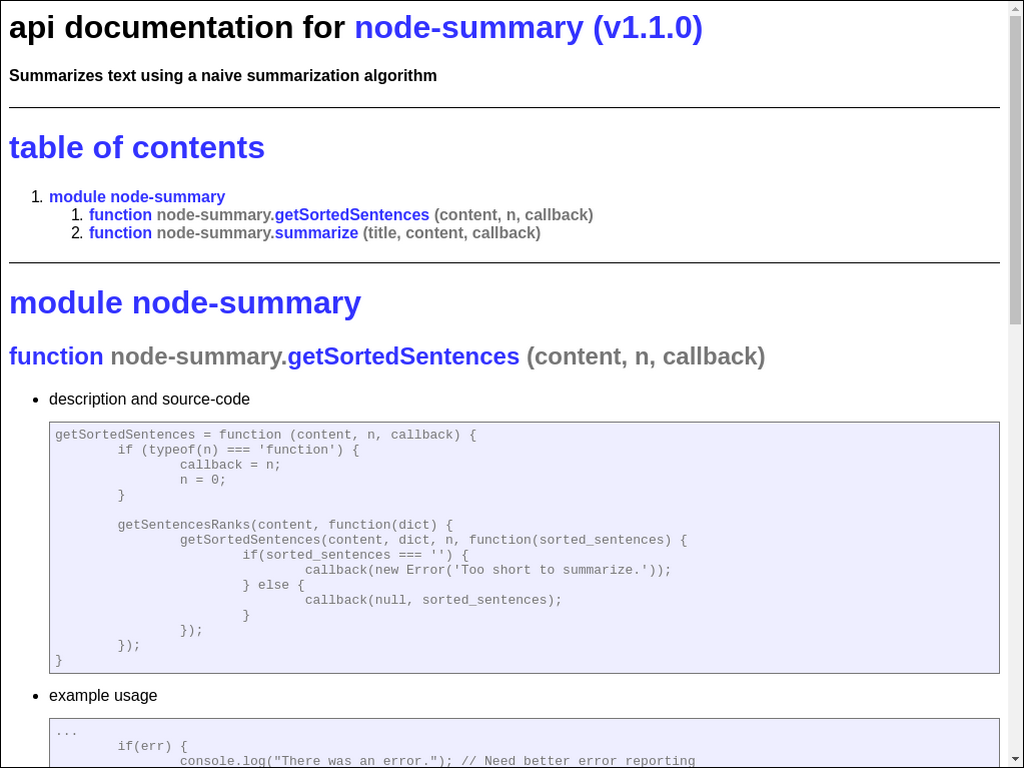 api documentation for node-summary (v1.1.0)
Summarizes text using a naive summarization algorithm
table of contents
1. module node-summary
1. function node-summary.getSortedSentences (content, n, callback)
2. function node-summary.summarize (title, content, callback)
module node-summary
function node-summary.getSortedSentences (content, n, callback)
• description and source-code
getSortedSentences = function (content, n, callback) {
        if (typeof(n) === 'function') {
                callback = n;
                n = 0;
        }

        getSentencesRanks(content, function(dict) {
                getSortedSentences(content, dict, n, function(sorted_sentences) {
                        if(sorted_sentences === '') {
                                callback(new Error('Too short to summarize.'));
                        } else {
                                callback(null, sorted_sentences);
                        }
                });
        });
}
• example usage
...
        if(err) {
                console.log("There was an error."); // Need better error reporting